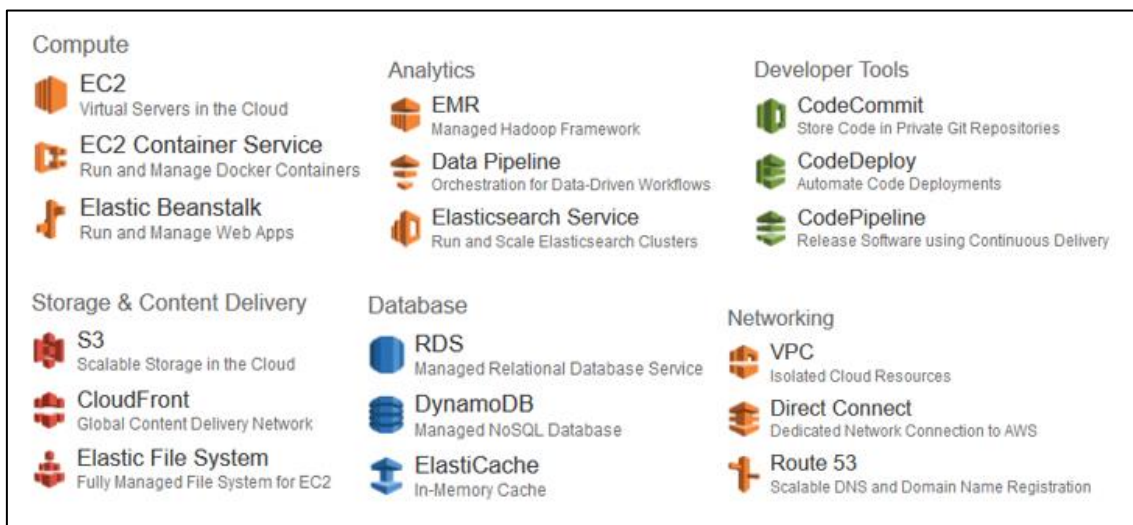 Compute
EC2
Virtual Servers in the Cloud
EC2 Container Service
Run and Manage Docker Containers
Elastic Beanstalk
Run and Manage Web Apps
Analytics
EMR
Managed Hadoop Framework
Data Pipeline
Orchestration for Data-Driven Workflows
Elasticsearch Service
Run and Scale Elasticsearch Clusters
Developer Tools
CodeCommit
Store Code in Private Git Repositories
CodeDeploy
Automate Code Deployments
CodePipeline
Release Software using Continuous Delivery
Storage & Content Delivery
S3
Scalable Storage in the Cloud
CloudFront
Global Content Delivery Network
Elastic File System
Fully Managed File System for EC2
Database
RDS
Managed Relational Database Service
DynamoDB
Managed NoSQL Database
ElastiCache
In-Memory Cache
Networking
VPC
Isolated Cloud Resources
Direct Connect
Dedicated Network Connection to AWS
Route 53
Scalable DNS and Domain Name Registration